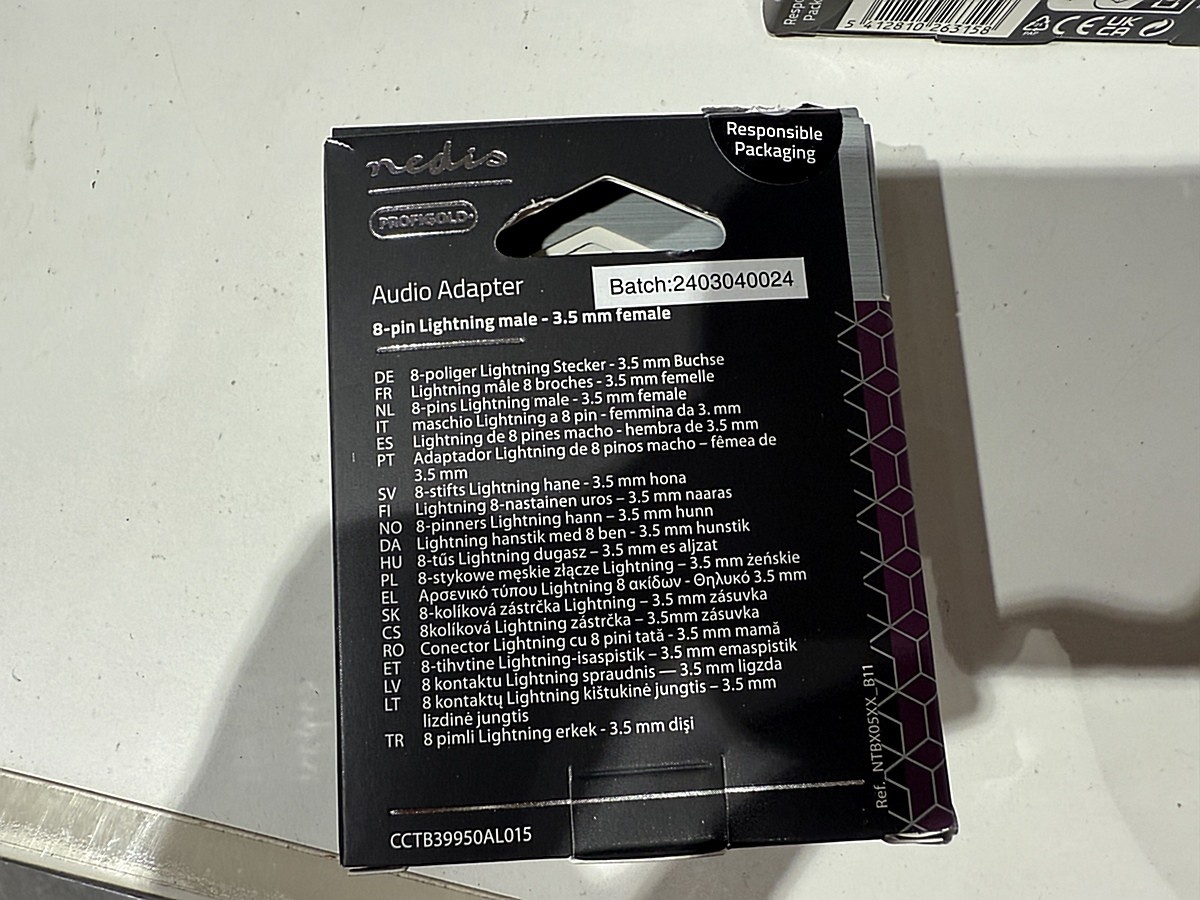 Respo
Pack
5 412810 263158
PAP
CE UK CA
nedis
PROFIGOLD
Responsible
Packaging
Audio Adapter
Batch:2403040024
8-pin Lightning male - 3.5 mm female
DE 8-poliger Lightning Stecker - 3.5 mm Buchse
FR Lightning mâle 8 broches - 3.5 mm femelle
NL 8-pins Lightning male - 3.5 mm female
IT maschio Lightning a 8 pin - femmina da 3. mm
ES Lightning de 8 pines macho - hembra de 3.5 mm
PT Adaptador Lightning de 8 pinos macho – fêmea de
3.5 mm
SV 8-stifts Lightning hane - 3.5 mm hona
FI Lightning 8-nastainen uros – 3.5 mm naaras
NO 8-pinners Lightning hann – 3.5 mm hunn
DA Lightning hanstik med 8 ben - 3.5 mm hunstik
HU 8-tűs Lightning dugasz – 3.5 mm es aljzat
PL 8-stykowe męskie złącze Lightning – 3.5 mm żeńskie
EL Αρσενικό τύπου Lightning 8 ακίδων - Θηλυκό 3.5 mm
SK 8-kolíková zástrčka Lightning – 3.5 mm zásuvka
CS 8kolíková Lightning zástrčka – 3.5mm zásuvka
RO Conector Lightning cu 8 pini tată - 3.5 mm mamă
ET 8-tihvtine Lightning-isaspistik – 3.5 mm emaspistik
LV 8 kontaktu Lightning spraudnis — 3.5 mm ligzda
LT 8 kontaktų Lightning kištukinė jungtis – 3.5 mm
lizdinė jungtis
TR 8 pimli Lightning erkek - 3.5 mm dişi
CCTB39950AL015
Ref._NTBX05XX_B11